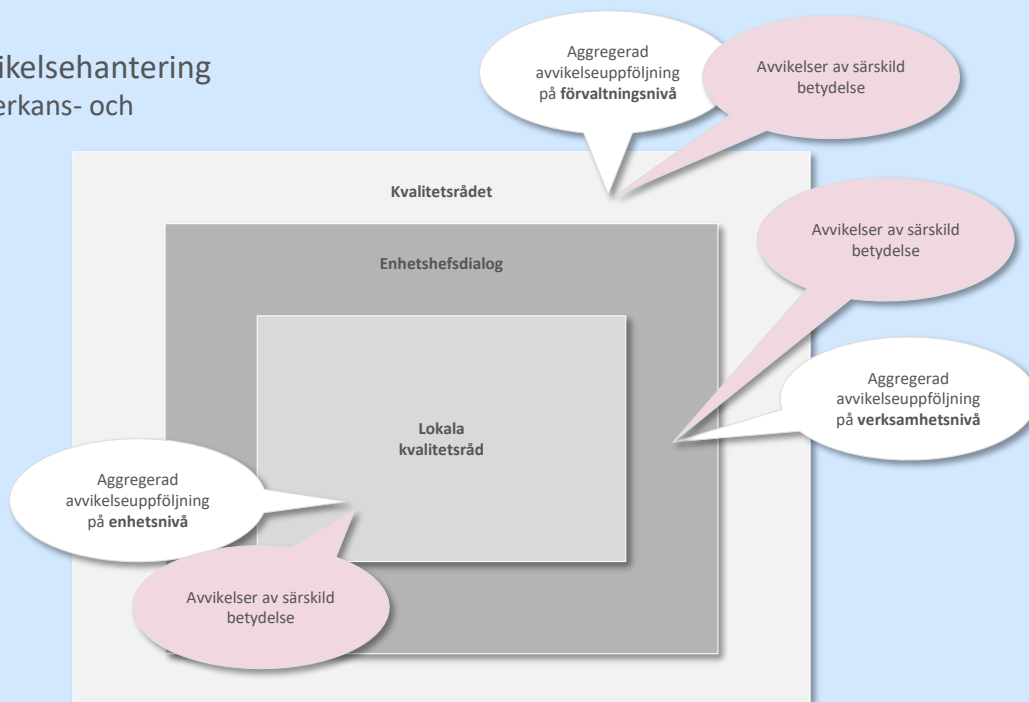 ikelsehantering
erkans- och
Aggregerad
avvikelseuppföljning
på förvaltningsnivå
Avvikelser av särskild
betydelse
Kvalitetsrådet
Avvikelser av särskild
betydelse
Enhetshefsdialog
Aggregerad
avvikelseuppföljning
på verksamhetsnivå
Lokala
kvalitetsråd
Aggregerad
avvikelseuppföljning
på enhetsnivå
Avvikelser av särskild
betydelse